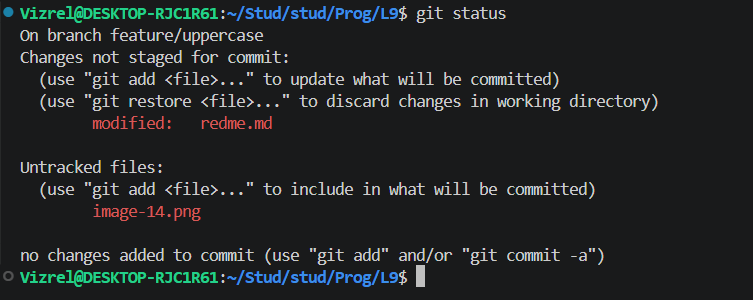 Vizrel@DESKTOP-RJC1R61:~/Stud/stud/Prog/L9$ git status
On branch feature/uppercase
Changes not staged for commit:
  (use "git add <file>..." to update what will be committed)
  (use "git restore <file>..." to discard changes in working directory)
        modified:   redme.md

Untracked files:
  (use "git add <file>..." to include in what will be committed)
        image-14.png

no changes added to commit (use "git add" and/or "git commit -a")
Vizrel@DESKTOP-RJC1R61:~/Stud/stud/Prog/L9$